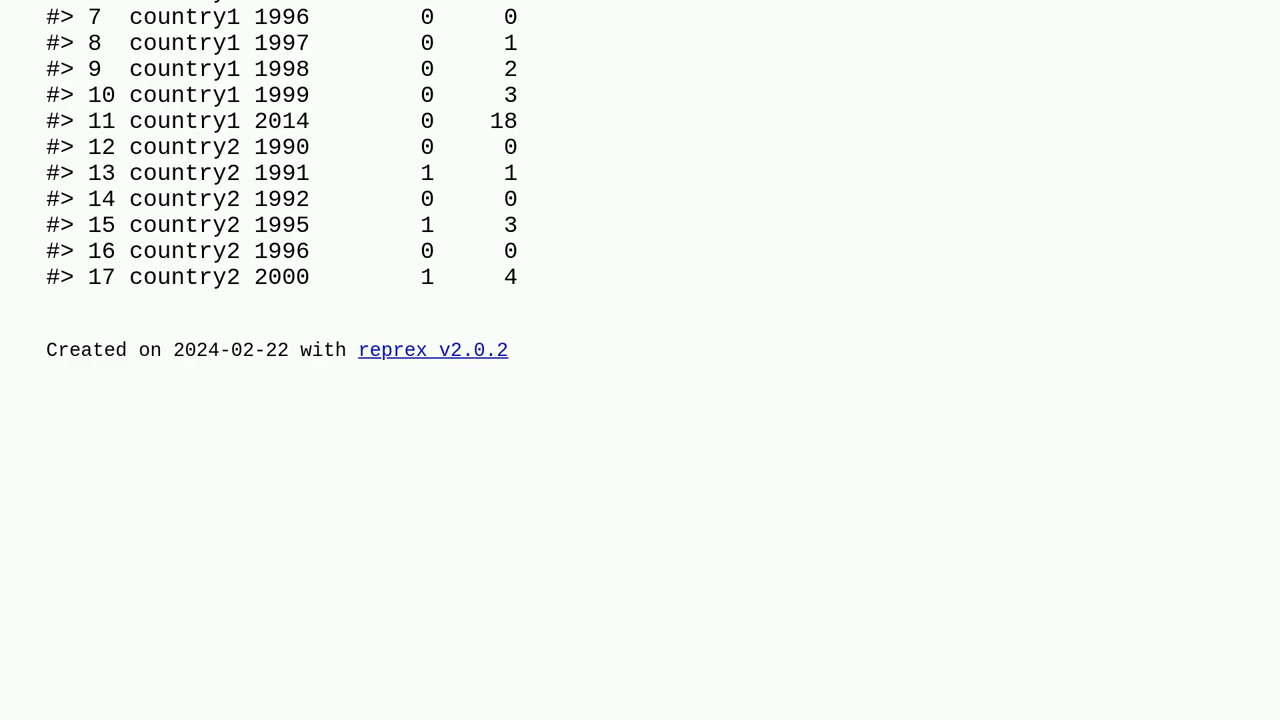 #> 7  country1 1996        0     0
#> 8  country1 1997        0     1
#> 9  country1 1998        0     2
#> 10 country1 1999        0     3
#> 11 country1 2014        0    18
#> 12 country2 1990        0     0
#> 13 country2 1991        1     1
#> 14 country2 1992        0     0
#> 15 country2 1995        1     3
#> 16 country2 1996        0     0
#> 17 country2 2000        1     4
Created on 2024-02-22 with reprex v2.0.2